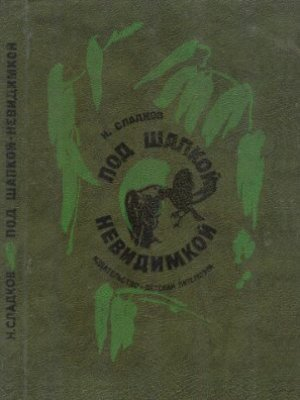 Н. СЛАДКОВ ПОД ШАПКОЙ-НЕВИДИМКОЙ
Н. СЛАДКОВ
ПОД ШАПКОЙ
НЕВИДИМКОЙ
ИЗДАТЕЛЬСТВО • ДЕТСКАЯ ЛИТЕРАТУРА